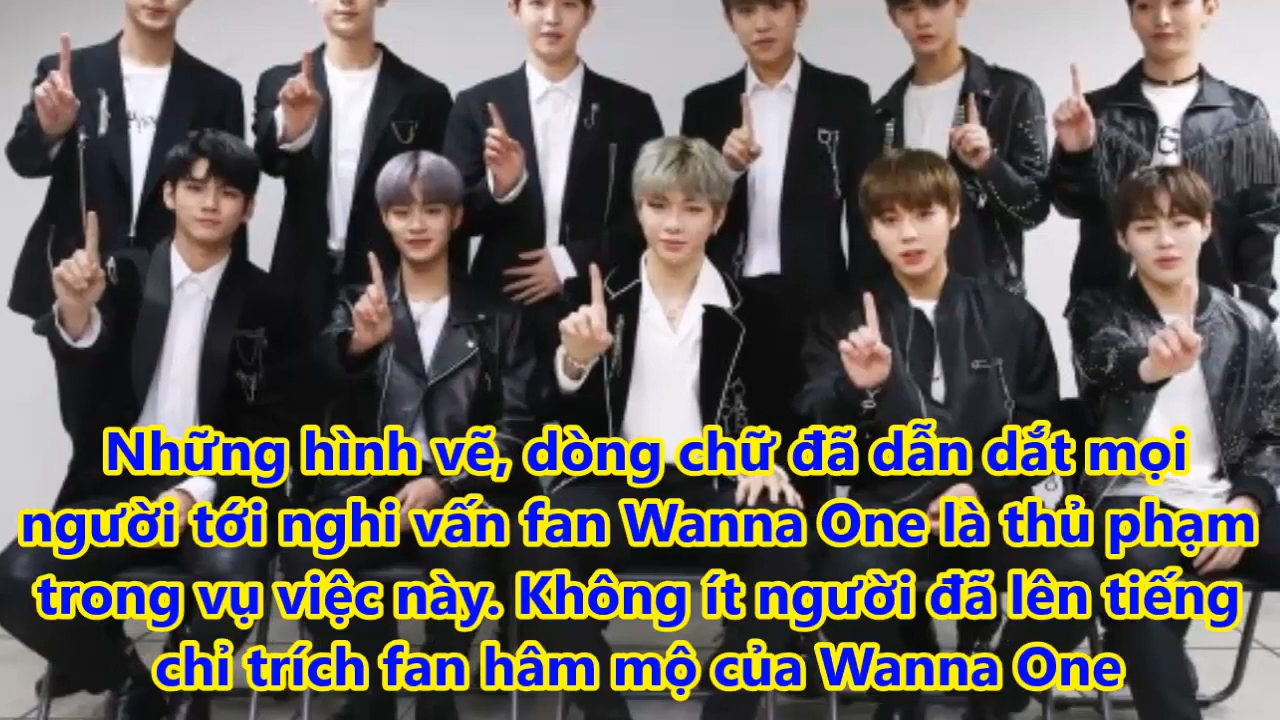 Những hình vẽ, dòng chữ đã dẫn dắt mọi
người tới nghi vấn fan Wanna One là thủ phạm
trong vụ việc này. Không ít người đã lên tiếng
chỉ trích fan hâm mộ của Wanna One